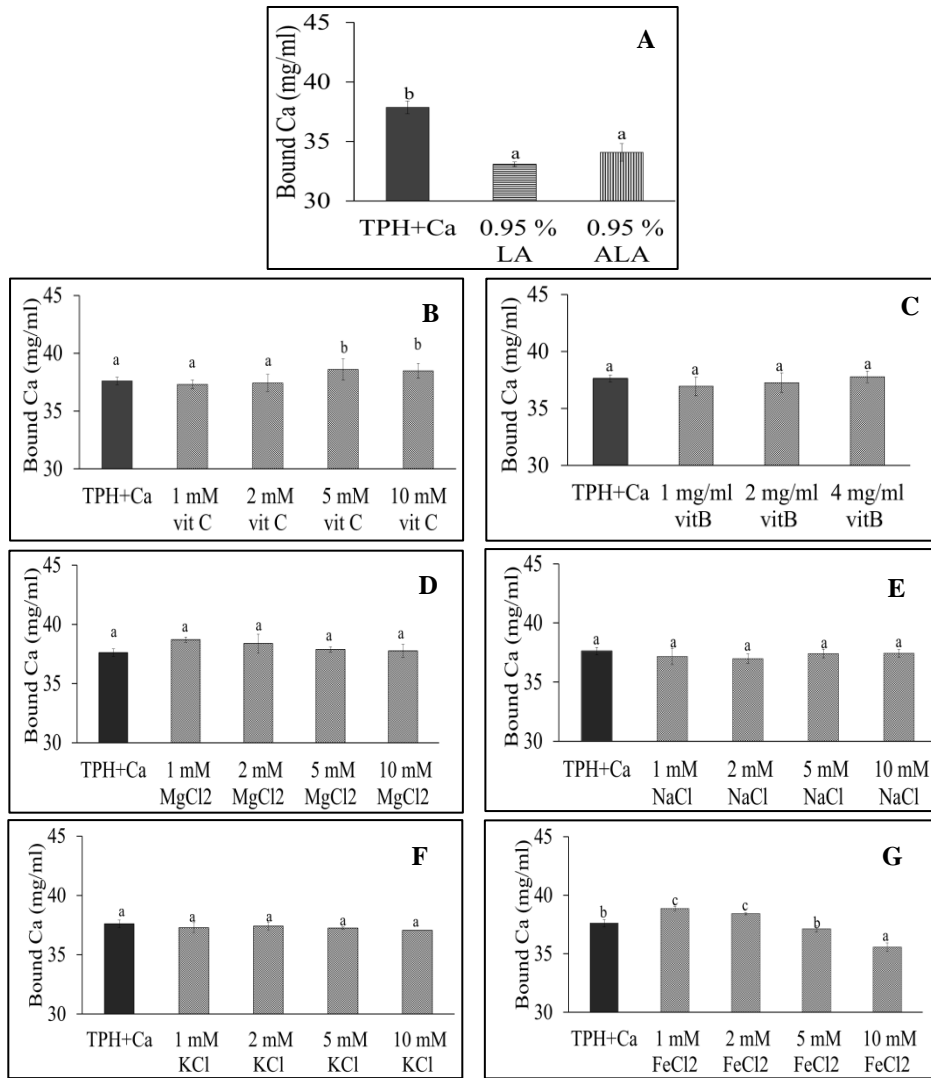 A
Bound Ca (mg/ml)
45
40
35
30
b
a
a
TPH+Ca
0.95 %
LA
0.95 %
ALA
B
Bound Ca (mg/ml)
45
40
35
30
a
a
a
b
b
TPH+Ca
1 mM
vit C
2 mM
vit C
5 mM
vit C
10 mM
vit C
C
Bound Ca (mg/ml)
45
40
35
30
a
a
a
a
TPH+Ca
1 mg/ml
vitB
2 mg/ml
vitB
4 mg/ml
vitB
D
Bound Ca (mg/ml)
45
40
35
30
a
a
a
a
a
TPH+Ca
1 mM
MgCl2
2 mM
MgCl2
5 mM
MgCl2
10 mM
MgCl2
E
Bound Ca (mg/ml)
45
40
35
30
a
a
a
a
a
TPH+Ca
1 mM
NaCl
2 mM
NaCl
5 mM
NaCl
10 mM
NaCl
F
Bound Ca (mg/ml)
45
40
35
30
a
a
a
a
a
TPH+Ca
1 mM
KCl
2 mM
KCl
5 mM
KCl
10 mM
KCl
G
Bound Ca (mg/ml)
45
40
35
30
b
c
c
b
a
TPH+Ca
1 mM
FeCl2
2 mM
FeCl2
5 mM
FeCl2
10 mM
FeCl2